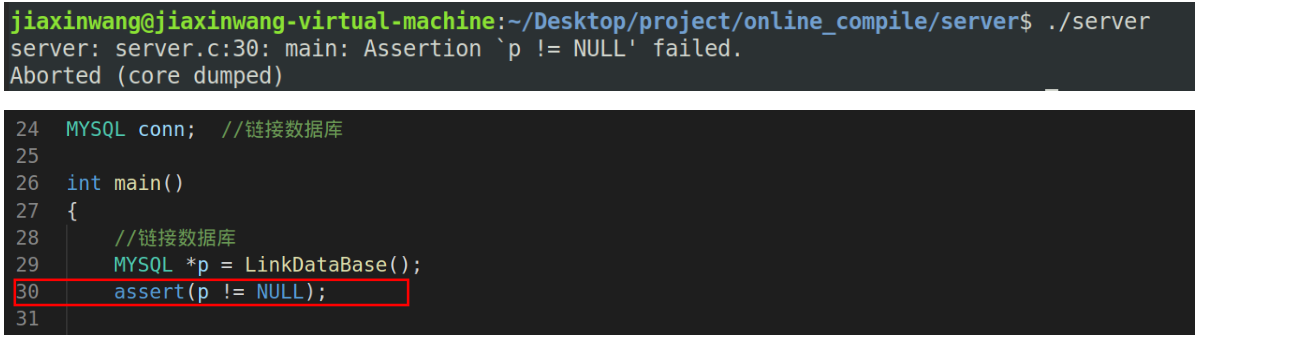 jiaxinwang@jiaxinwang-virtual-machine:~/Desktop/project/online_compile/server$ ./server
server: server.c:30: main: Assertion `p != NULL' failed.
Aborted (core dumped)
24 MYSQL conn; //链接数据库
25
26 int main()
27 {
28 //链接数据库
29 MYSQL *p = LinkDataBase();
30 assert(p != NULL);
31